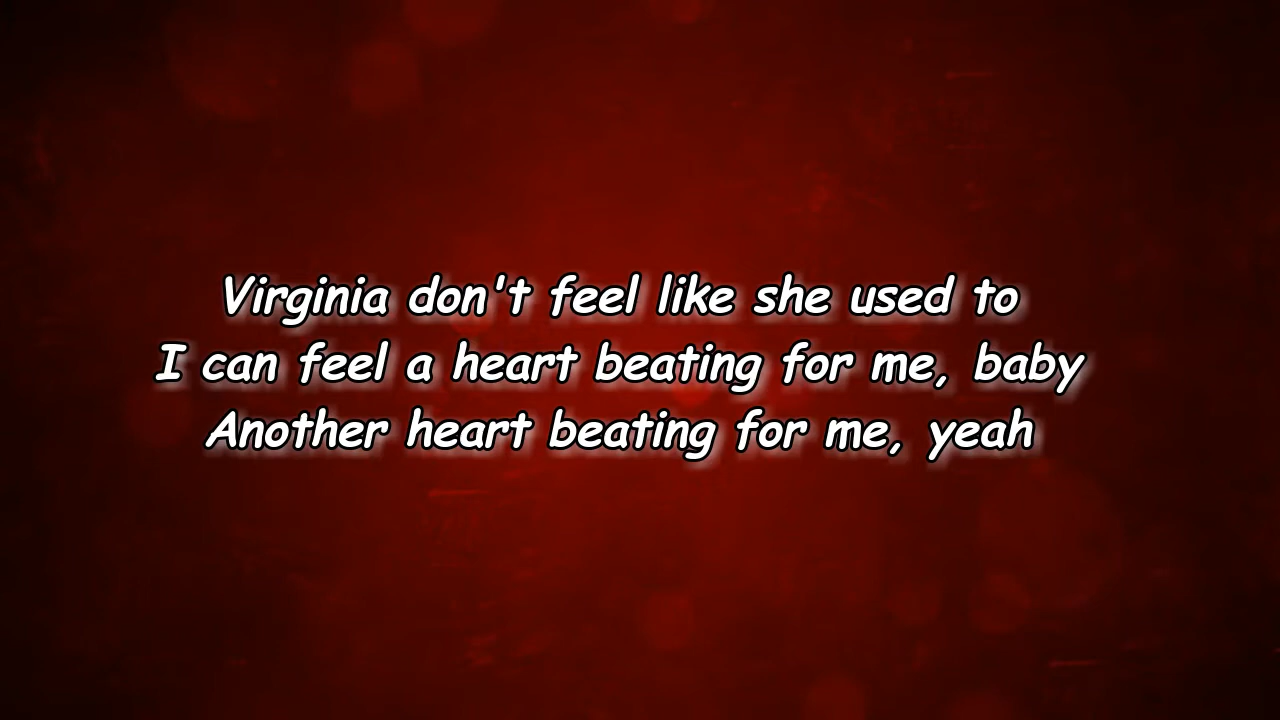 Virginia don't feel like she used to
I can feel a heart beating for me, baby
Another heart beating for me, yeah